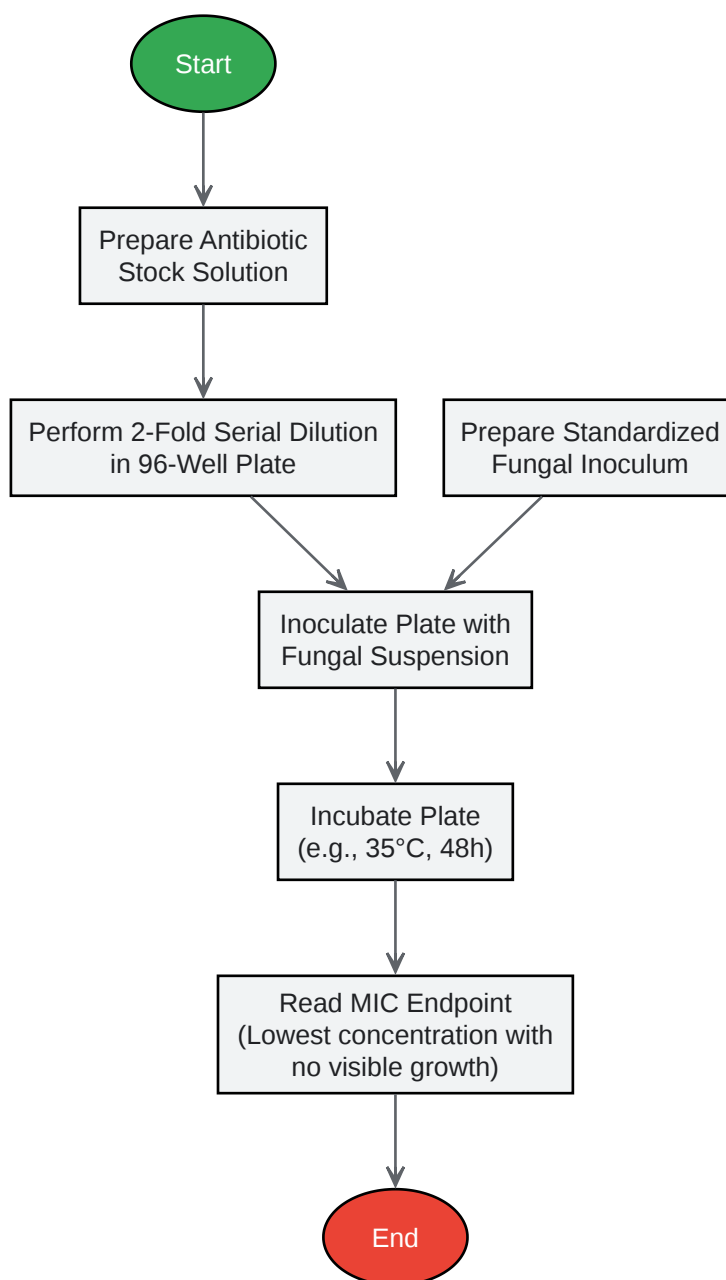 Start
Prepare Antibiotic
Stock Solution
Perform 2-Fold Serial Dilution
in 96-Well Plate
Prepare Standardized
Fungal Inoculum
Inoculate Plate with
Fungal Suspension
Incubate Plate
(e.g., 35°C, 48h)
Read MIC Endpoint
(Lowest concentration with
no visible growth)
End